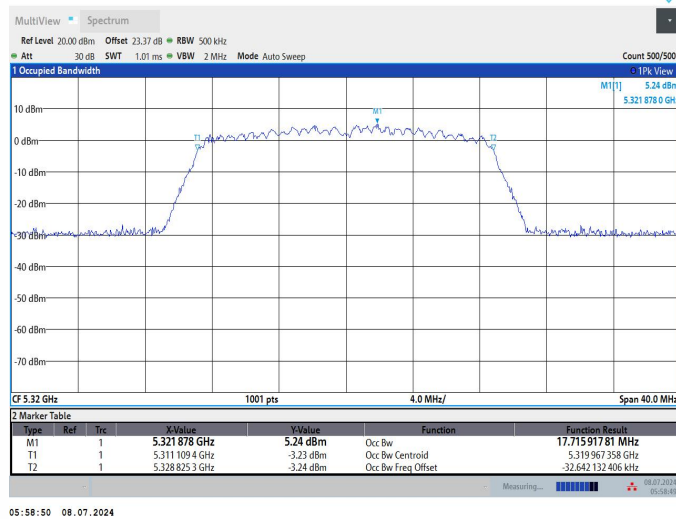 MultiView Spectrum
Ref Level 20.00 dBm Offset 23.37 dB RBW 500 kHz
Att 30 dB SWT 1.01 ms VBW 2 MHz Mode Auto Sweep Count 500/500
1 Occupied Bandwidth 1Pk View
M1[1] 5.24 dBm
5.321 878 0 GHz
M1
10 dBm
T1 T2
0 dBm
-10 dBm
-20 dBm
-30 dBm
-40 dBm
-50 dBm
-60 dBm
-70 dBm
CF 5.32 GHz 1001 pts 4.0 MHz/ Span 40.0 MHz
2 Marker Table
Type Ref Trc X-Value Y-Value Function Function Result
M1 1 5.321 878 GHz 5.24 dBm Occ Bw 17.715 917 81 MHz
T1 1 5.311 109 4 GHz -3.23 dBm Occ Bw Centroid 5.319 967 358 GHz
T2 1 5.328 825 3 GHz -3.24 dBm Occ Bw Freq Offset -32.642 132 406 kHz
Measuring... 08.07.2024
05:58:49
05:58:50 08.07.2024